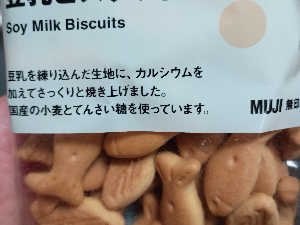 Soy Milk Biscuits
豆乳を練り込んだ生地に、カルシウムを
加えてさっくりと焼き上げました。
国産の小麦とてんさい糖を使っています。
MUJI 無印